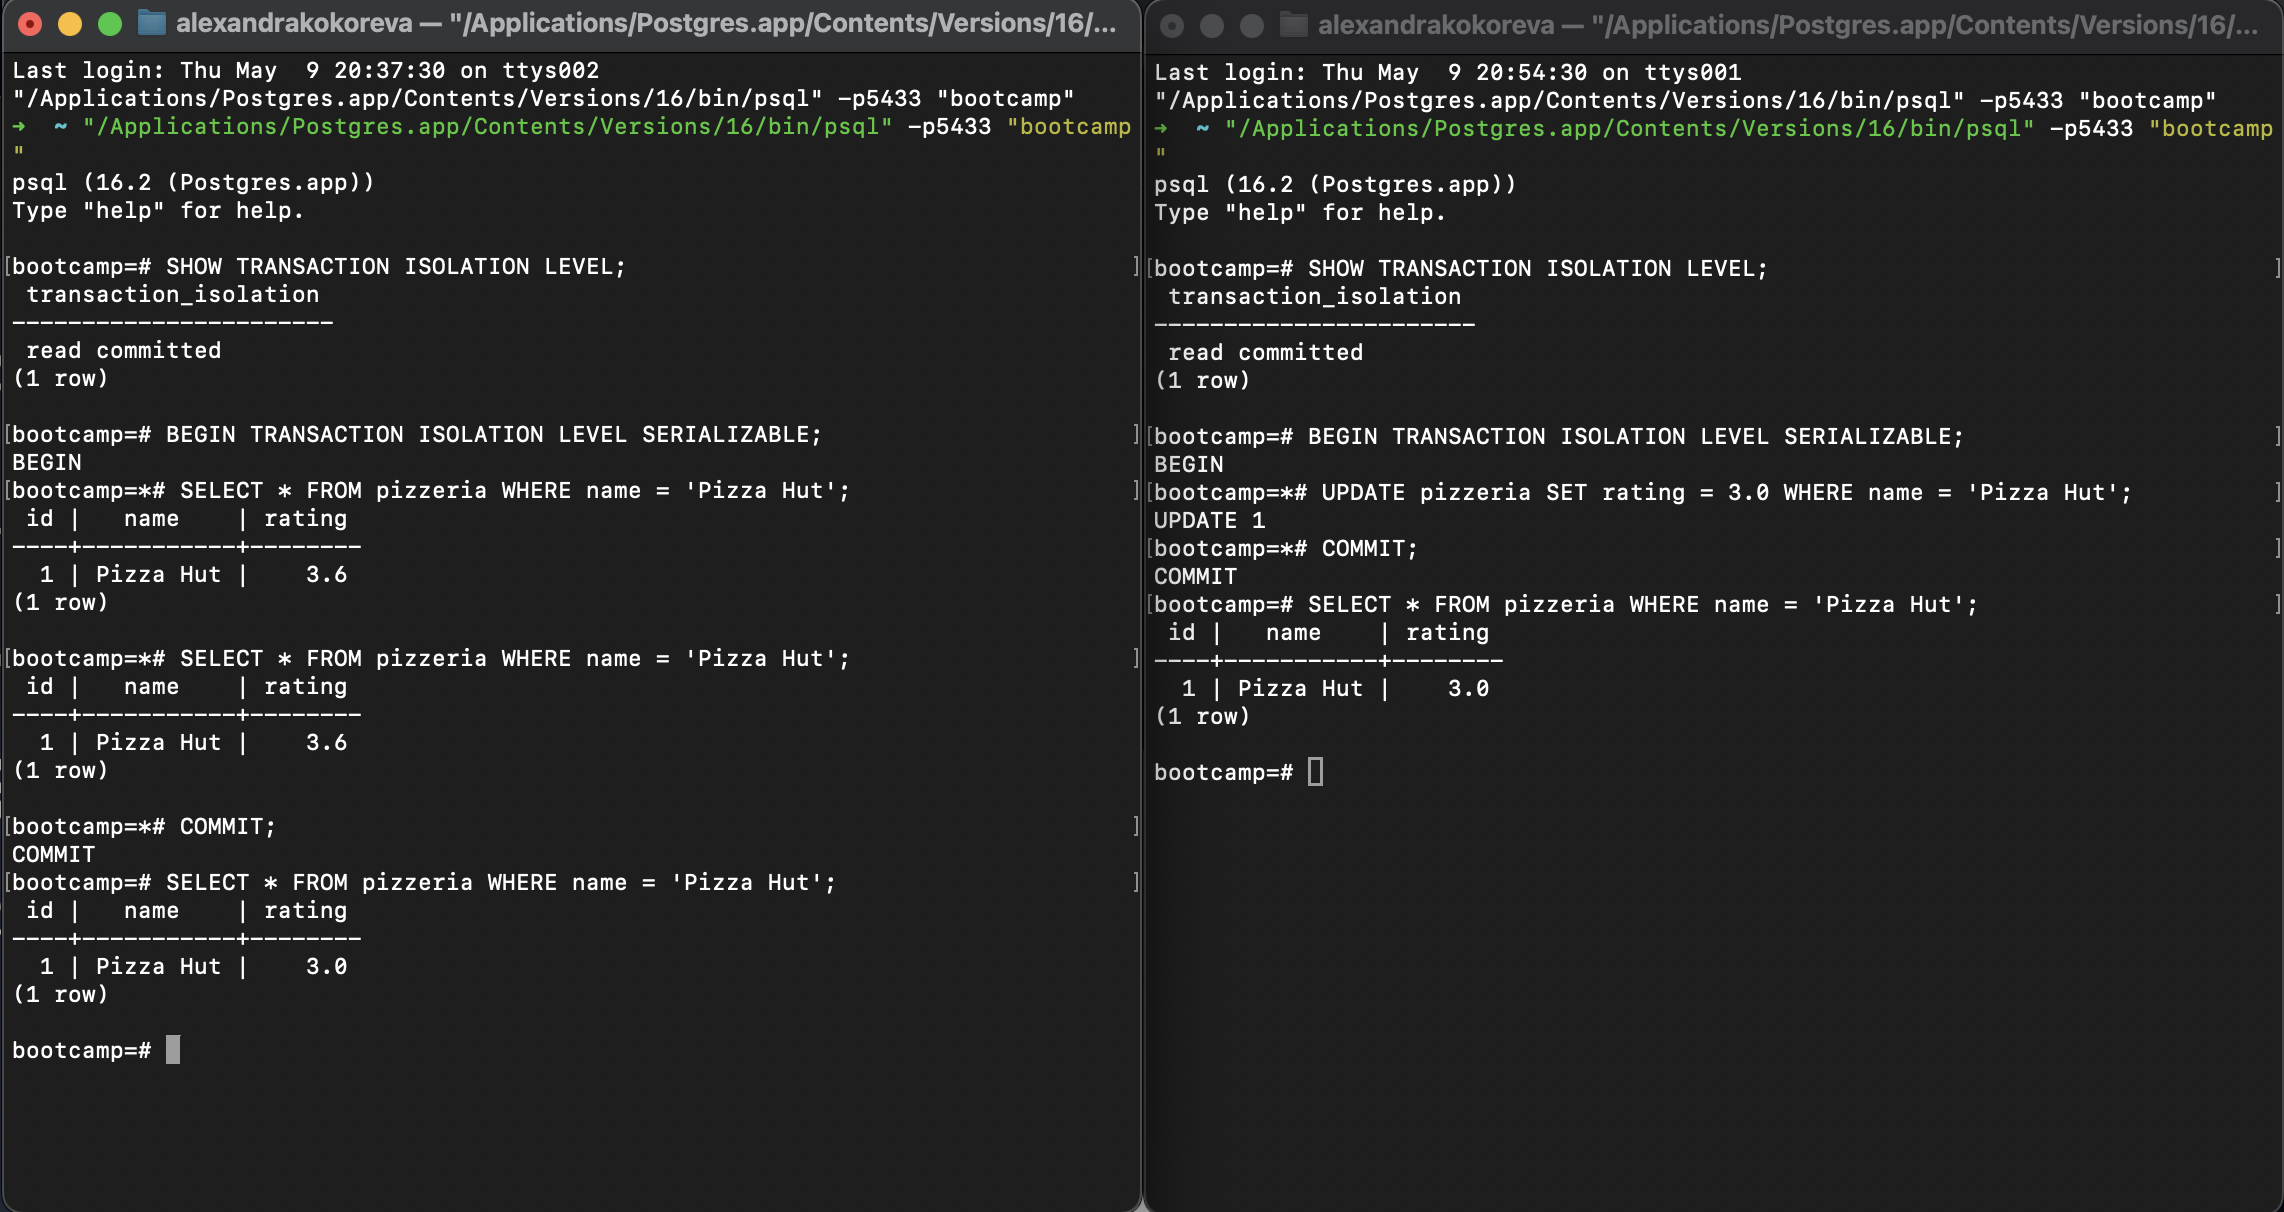 alexandrakokoreva — "/Applications/Postgres.app/Contents/Versions/16/...
Last login: Thu May  9 20:37:30 on ttys002
"/Applications/Postgres.app/Contents/Versions/16/bin/psql" -p5433 "bootcamp"
➜  ~ "/Applications/Postgres.app/Contents/Versions/16/bin/psql" -p5433 "bootcamp
"
psql (16.2 (Postgres.app))
Type "help" for help.
[bootcamp=# SHOW TRANSACTION ISOLATION LEVEL; ]
 transaction_isolation
-----------------------
 read committed
(1 row)
[bootcamp=# BEGIN TRANSACTION ISOLATION LEVEL SERIALIZABLE; ]
BEGIN
[bootcamp=*# SELECT * FROM pizzeria WHERE name = 'Pizza Hut'; ]
 id |   name    | rating
----+-----------+--------
  1 | Pizza Hut |    3.6
(1 row)
[bootcamp=*# SELECT * FROM pizzeria WHERE name = 'Pizza Hut'; ]
 id |   name    | rating
----+-----------+--------
  1 | Pizza Hut |    3.6
(1 row)
[bootcamp=*# COMMIT; ]
COMMIT
[bootcamp=# SELECT * FROM pizzeria WHERE name = 'Pizza Hut'; ]
 id |   name    | rating
----+-----------+--------
  1 | Pizza Hut |    3.0
(1 row)
bootcamp=#
alexandrakokoreva — "/Applications/Postgres.app/Contents/Versions/16/...
Last login: Thu May  9 20:54:30 on ttys001
"/Applications/Postgres.app/Contents/Versions/16/bin/psql" -p5433 "bootcamp"
➜  ~ "/Applications/Postgres.app/Contents/Versions/16/bin/psql" -p5433 "bootcamp
"
psql (16.2 (Postgres.app))
Type "help" for help.
[bootcamp=# SHOW TRANSACTION ISOLATION LEVEL; ]
 transaction_isolation
-----------------------
 read committed
(1 row)
[bootcamp=# BEGIN TRANSACTION ISOLATION LEVEL SERIALIZABLE; ]
BEGIN
[bootcamp=*# UPDATE pizzeria SET rating = 3.0 WHERE name = 'Pizza Hut'; ]
UPDATE 1
[bootcamp=*# COMMIT; ]
COMMIT
[bootcamp=# SELECT * FROM pizzeria WHERE name = 'Pizza Hut'; ]
 id |   name    | rating
----+-----------+--------
  1 | Pizza Hut |    3.0
(1 row)
bootcamp=#